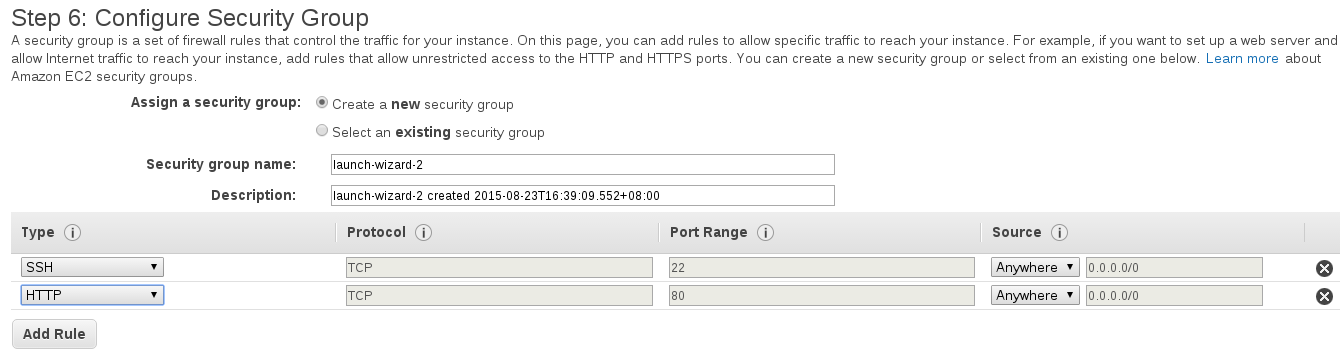 Step 6: Configure Security Group
A security group is a set of firewall rules that control the traffic for your instance. On this page, you can add rules to allow specific traffic to reach your instance. For example, if you want to set up a web server and
allow Internet traffic to reach your instance, add rules that allow unrestricted access to the HTTP and HTTPS ports. You can create a new security group or select from an existing one below. Learn more about
Amazon EC2 security groups.
Assign a security group: Create a new security group
Select an existing security group
Security group name: launch-wizard-2
Description: launch-wizard-2 created 2015-08-23T16:39:09.552+08:00
Type i Protocol i Port Range i Source i
SSH TCP 22 Anywhere 0.0.0.0/0
HTTP TCP 80 Anywhere 0.0.0.0/0
Add Rule